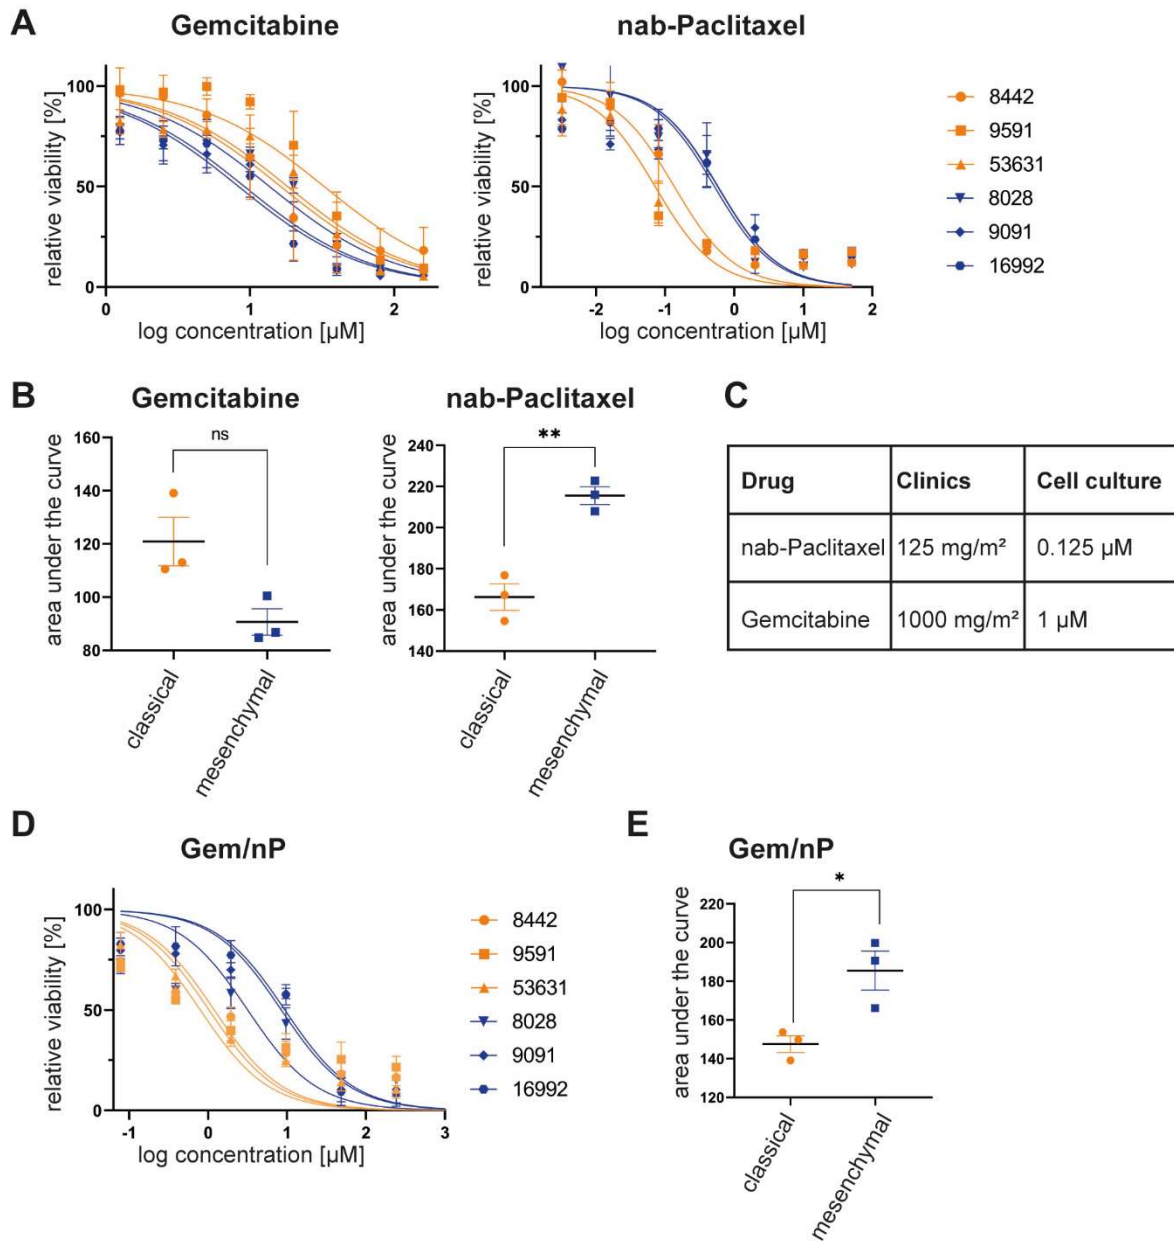 A
Gemcitabine
nab-Paclitaxel
relative viability [%]
100
50
0
0
1
2
log concentration [µM]
relative viability [%]
100
50
0
-2
-1
0
1
2
log concentration [µM]
8442
9591
53631
8028
9091
16992
B
Gemcitabine
nab-Paclitaxel
area under the curve
160
140
120
100
80
ns
classical
mesenchymal
area under the curve
240
220
200
180
160
140
**
classical
mesenchymal
C
Drug Clinics Cell culture
nab-Paclitaxel 125 mg/m² 0.125 µM
Gemcitabine 1000 mg/m² 1 µM
D
Gem/nP
relative viability [%]
100
50
0
-1
0
1
2
3
log concentration [µM]
8442
9591
53631
8028
9091
16992
E
Gem/nP
area under the curve
220
200
180
160
140
120
*
classical
mesenchymal